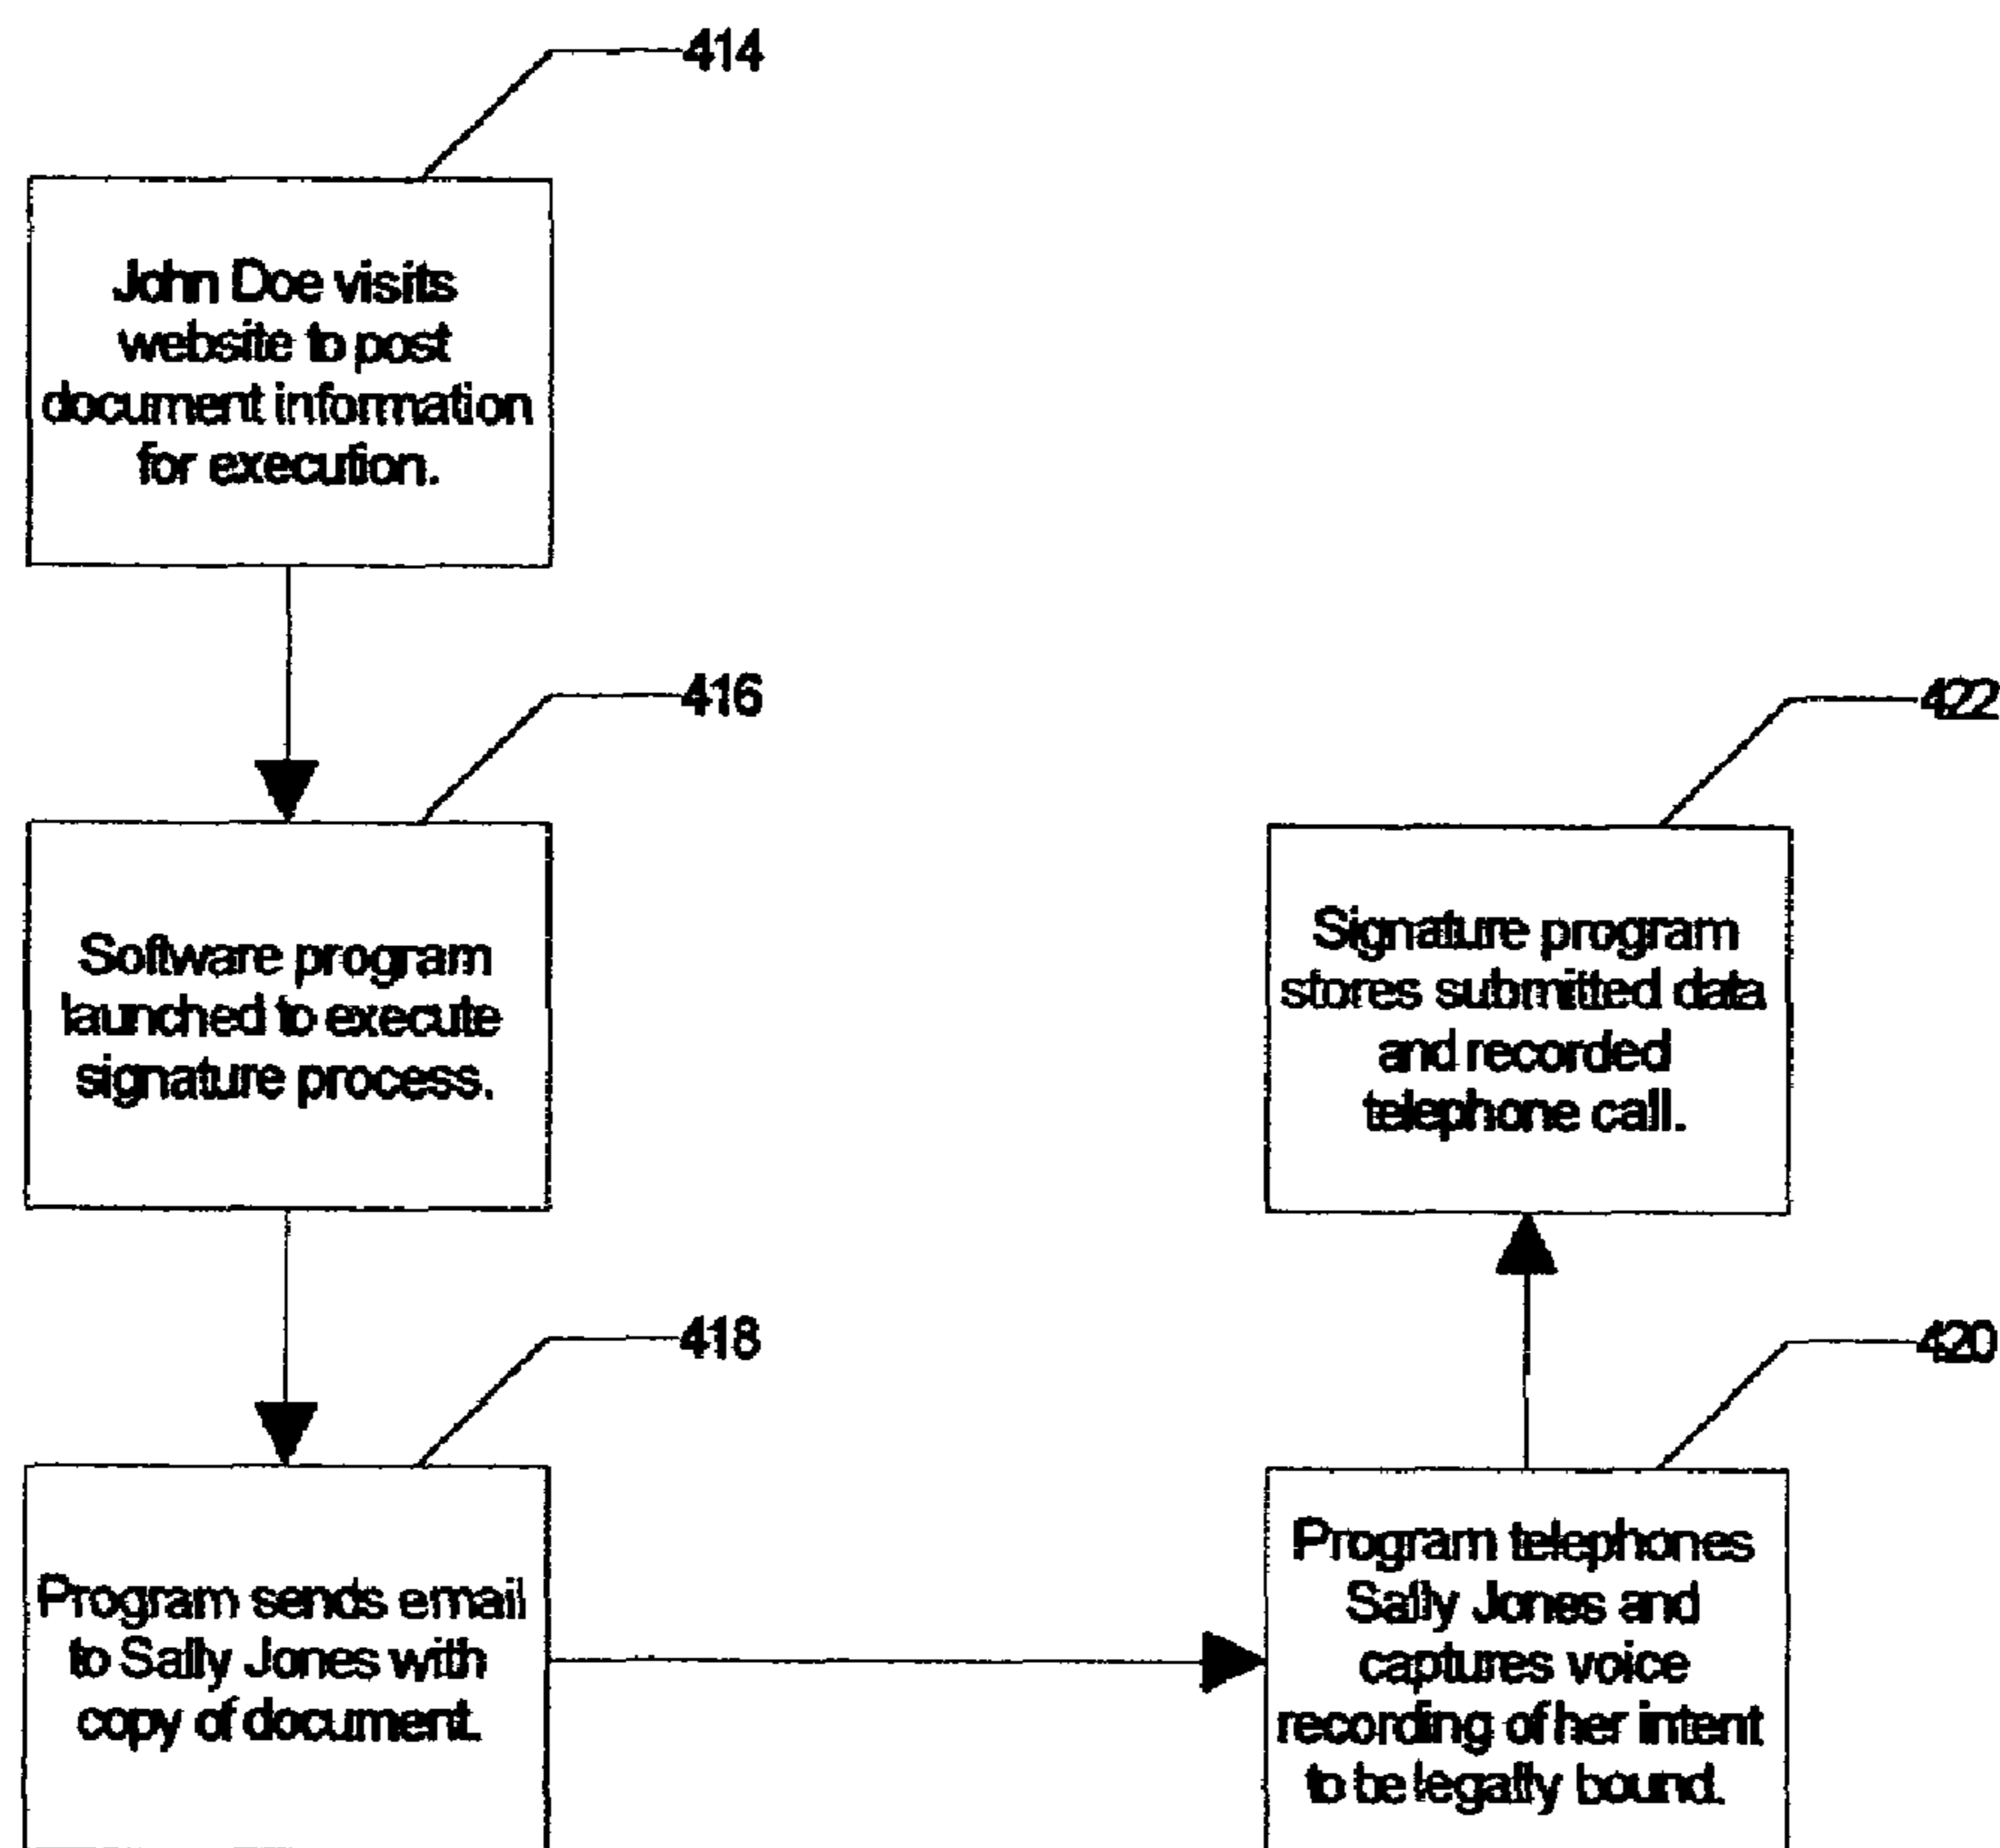 414
John Doe visits
website to post
document information
for execution.
416
Software program
launched to execute
signature process.
418
Program sends email
to Sally Jones with
copy of document.
420
Program telephones
Sally Jones and
captures voice
recording of her intent
to be legally bound.
422
Signature program
stores submitted data
and recorded
telephone call.